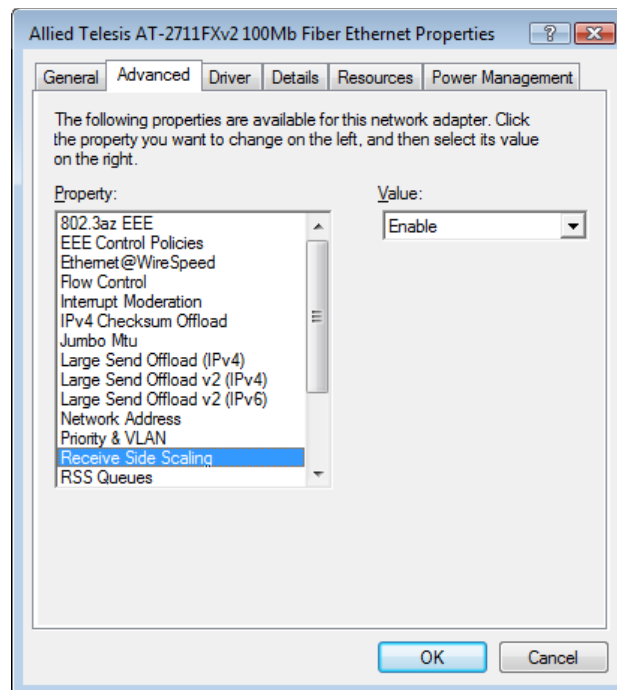 Allied Telesis AT-2711FXv2 100Mb Fiber Ethernet Properties
General Advanced Driver Details Resources Power Management
The following properties are available for this network adapter. Click
the property you want to change on the left, and then select its value
on the right.
Property:
Value:
802.3az EEE
EEE Control Policies
Ethernet@WireSpeed
Flow Control
Interrupt Moderation
IPv4 Checksum Offload
Jumbo Mtu
Large Send Offload (IPv4)
Large Send Offload v2 (IPv4)
Large Send Offload v2 (IPv6)
Network Address
Priority & VLAN
Receive Side Scaling
RSS Queues
Enable
OK Cancel